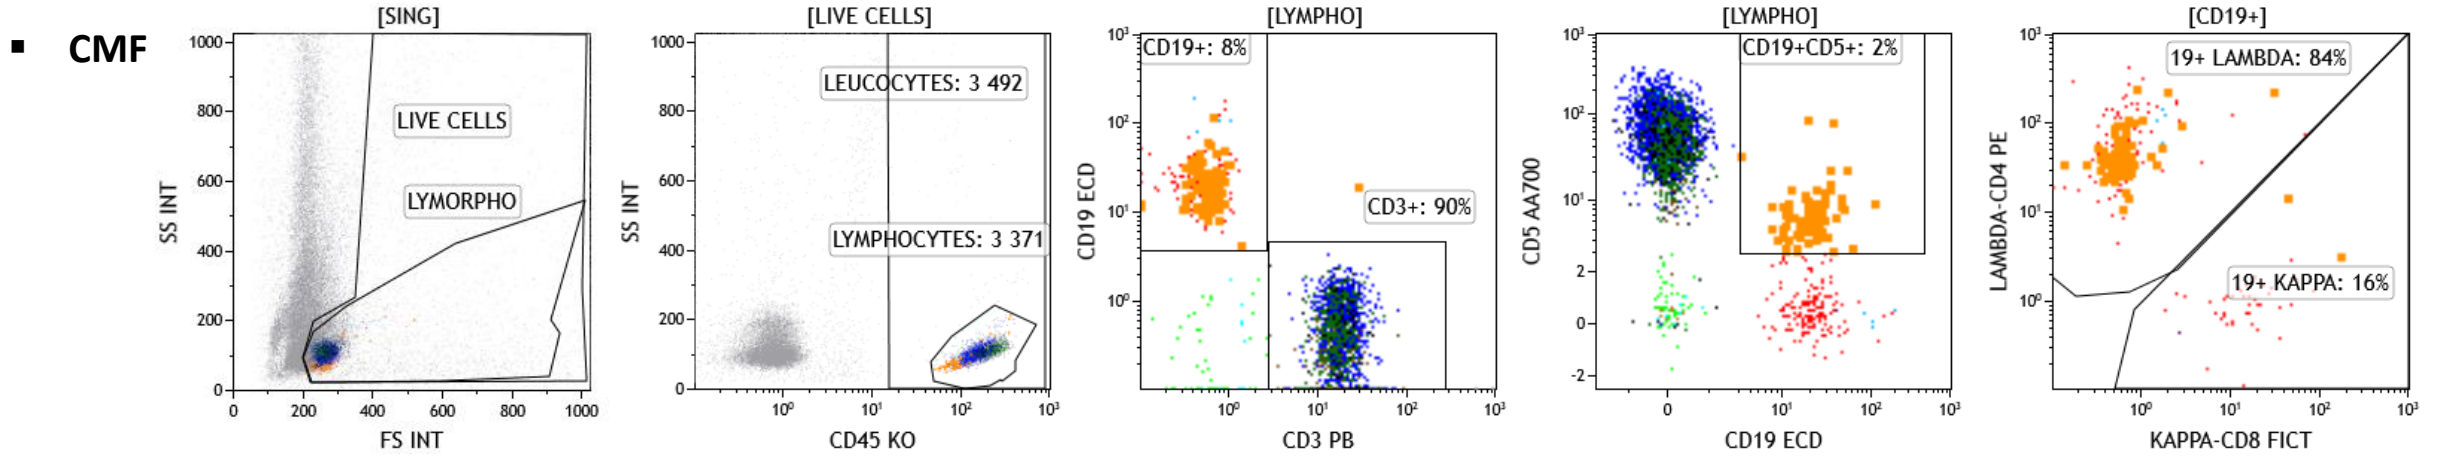 ▪ CMF
[SING]
1000
800
600
400
200
0
SS INT
LIVE CELLS
LYMORPHO
0 200 400 600 800 1000
FS INT
[LIVE CELLS]
1000
800
600
400
200
0
SS INT
LEUCOCYTES: 3 492
LYMPHOCYTES: 3 371
10⁰ 10¹ 10² 10³
CD45 KO
[LYMPHO]
10³
10²
10¹
10⁰
CD19 ECD
CD19+: 8%
CD3+: 90%
10⁰ 10¹ 10² 10³
CD3 PB
[LYMPHO]
10³
10²
10¹
2
0
-2
CD5 AA700
CD19+CD5+: 2%
0 10¹ 10² 10³
CD19 ECD
[CD19+]
10³
10²
10¹
10⁰
LAMBDA-CD4 PE
19+ LAMBDA: 84%
19+ KAPPA: 16%
10⁰ 10¹ 10² 10³
KAPPA-CD8 FICT